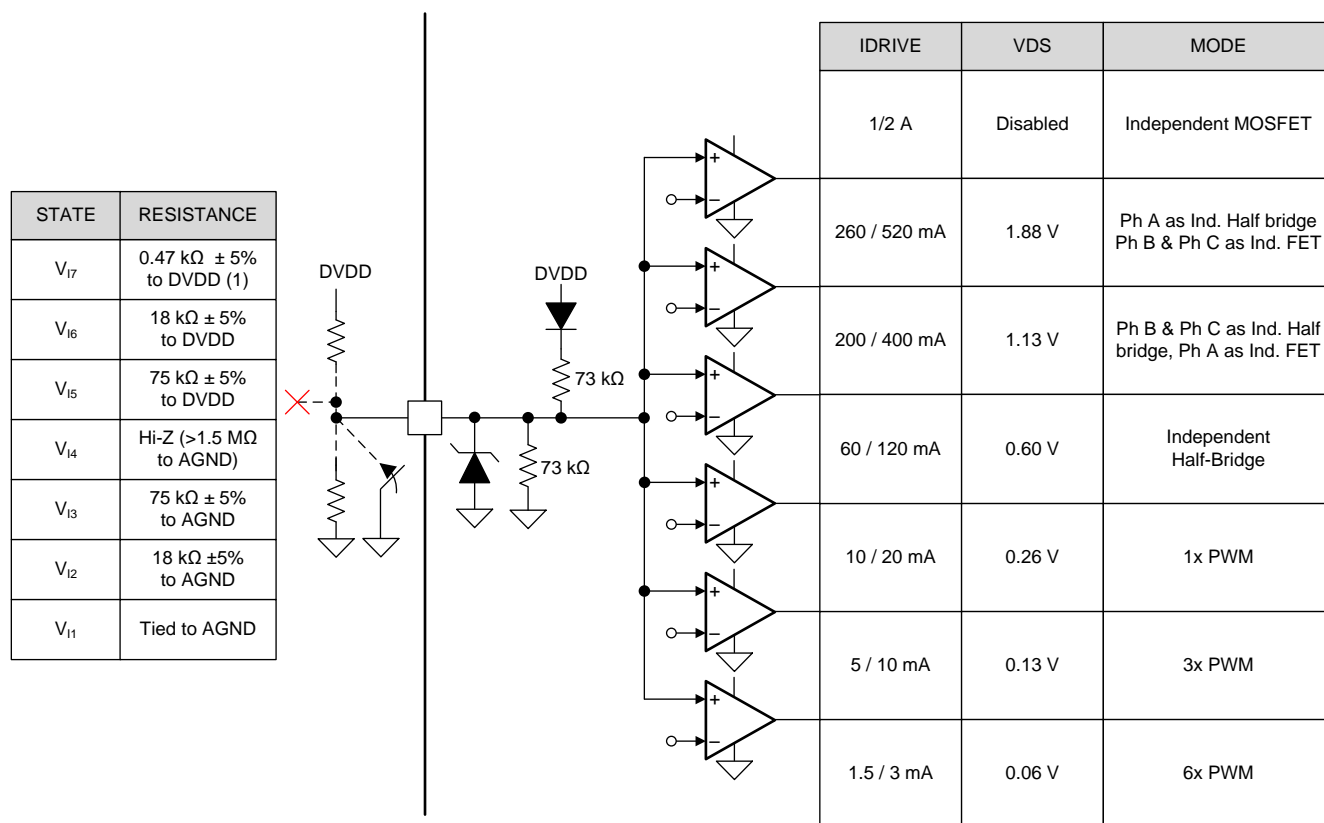 STATE RESISTANCE
V_I7 0.47 kΩ ± 5%
to DVDD (1)
V_I6 18 kΩ ± 5%
to DVDD
V_I5 75 kΩ ± 5%
to DVDD
V_I4 Hi-Z (>1.5 MΩ
to AGND)
V_I3 75 kΩ ± 5%
to AGND
V_I2 18 kΩ ±5%
to AGND
V_I1 Tied to AGND
DVDD
DVDD
73 kΩ
73 kΩ
+
−
+
−
+
−
+
−
+
−
+
−
IDRIVE VDS MODE
1/2 A Disabled Independent MOSFET
260 / 520 mA 1.88 V Ph A as Ind. Half bridge
Ph B & Ph C as Ind. FET
200 / 400 mA 1.13 V Ph B & Ph C as Ind. Half
bridge, Ph A as Ind. FET
60 / 120 mA 0.60 V Independent
Half-Bridge
10 / 20 mA 0.26 V 1x PWM
5 / 10 mA 0.13 V 3x PWM
1.5 / 3 mA 0.06 V 6x PWM